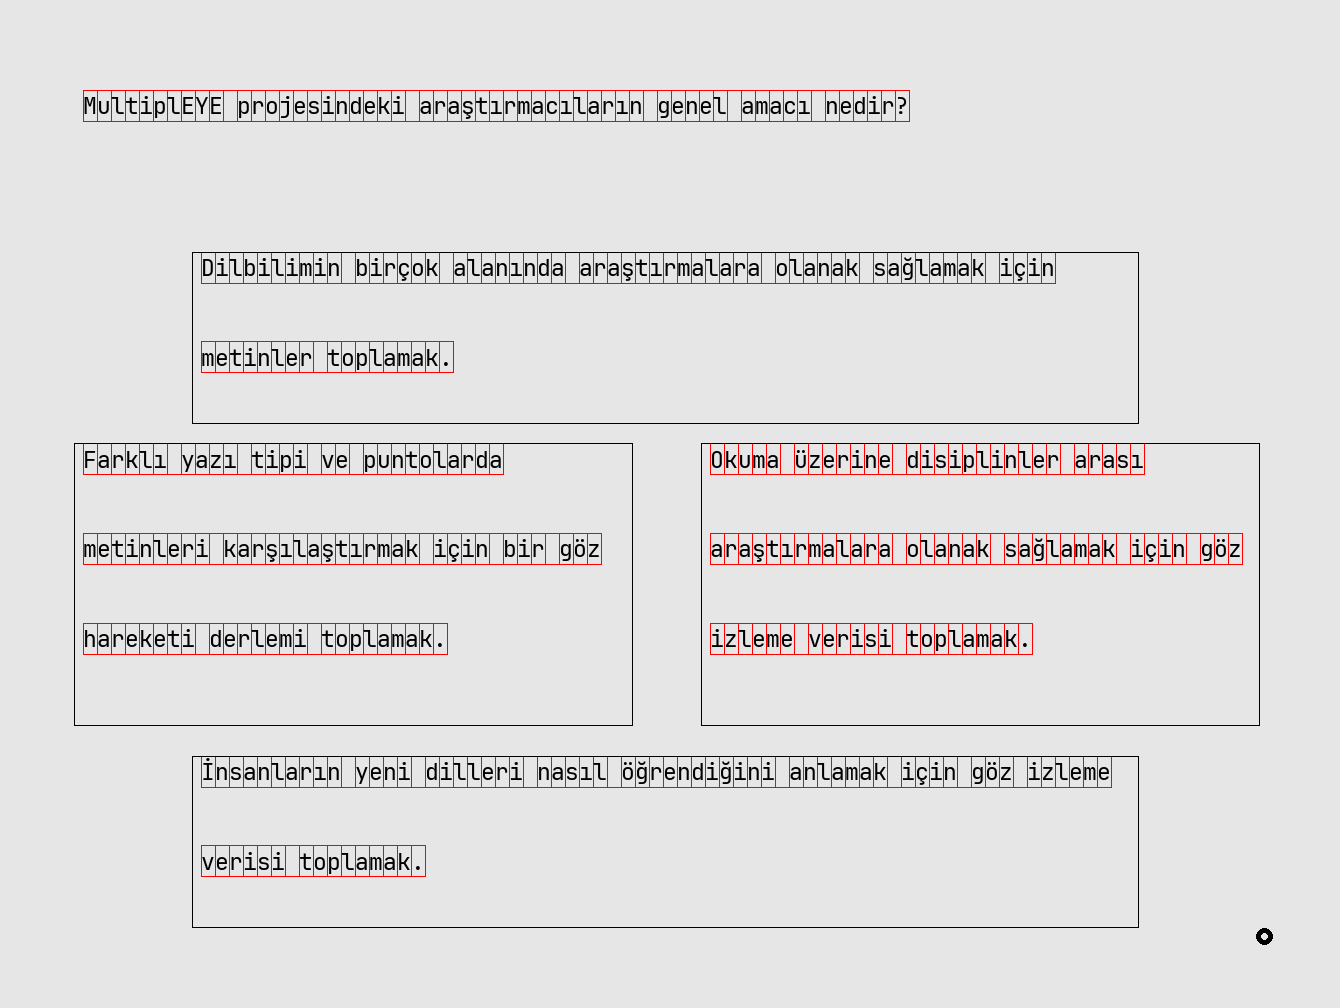 MultiplEYE projesindeki araştırmacıların genel amacı nedir?
Dilbilimin birçok alanında araştırmalara olanak sağlamak için
metinler toplamak.
Farklı yazı tipi ve puntolarda
metinleri karşılaştırmak için bir göz
hareketi derlemi toplamak.
Okuma üzerine disiplinler arası
araştırmalara olanak sağlamak için göz
izleme verisi toplamak.
İnsanların yeni dilleri nasıl öğrendiğini anlamak için göz izleme
verisi toplamak.